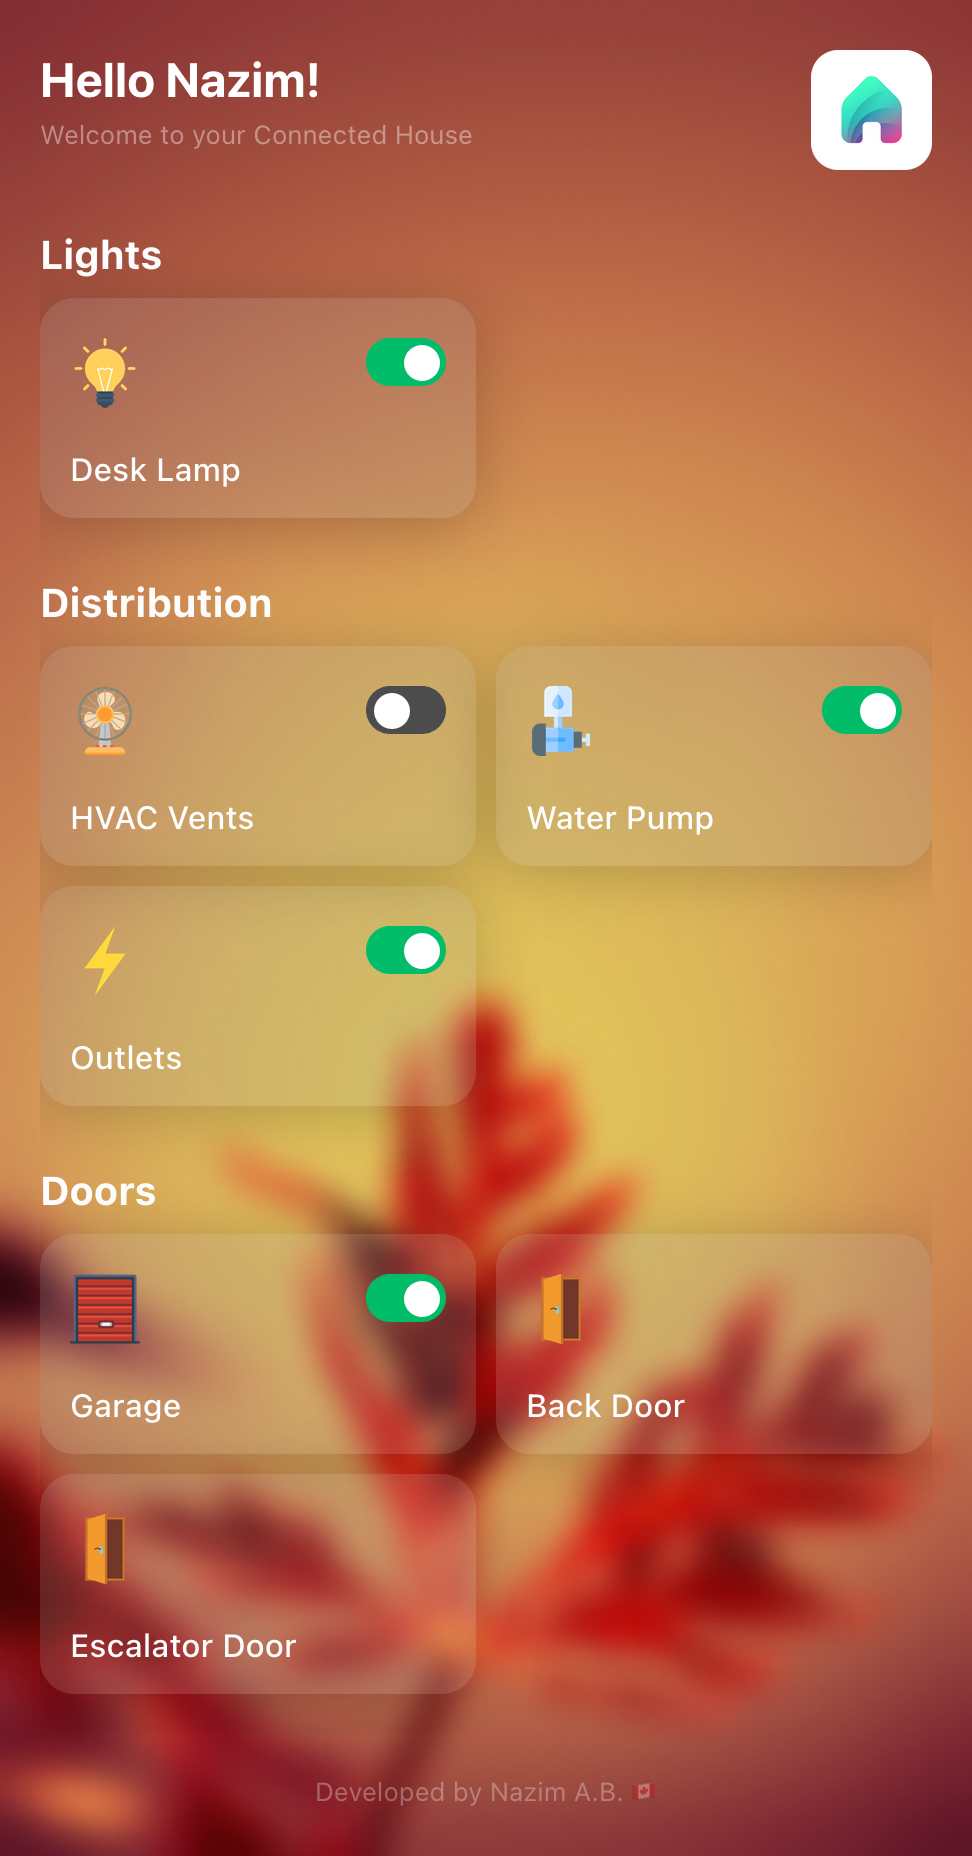 Hello Nazim!
Welcome to your Connected House
Lights
Desk Lamp
Distribution
HVAC Vents
Water Pump
Outlets
Doors
Garage
Back Door
Escalator Door
Developed by Nazim A.B. 🇨🇦